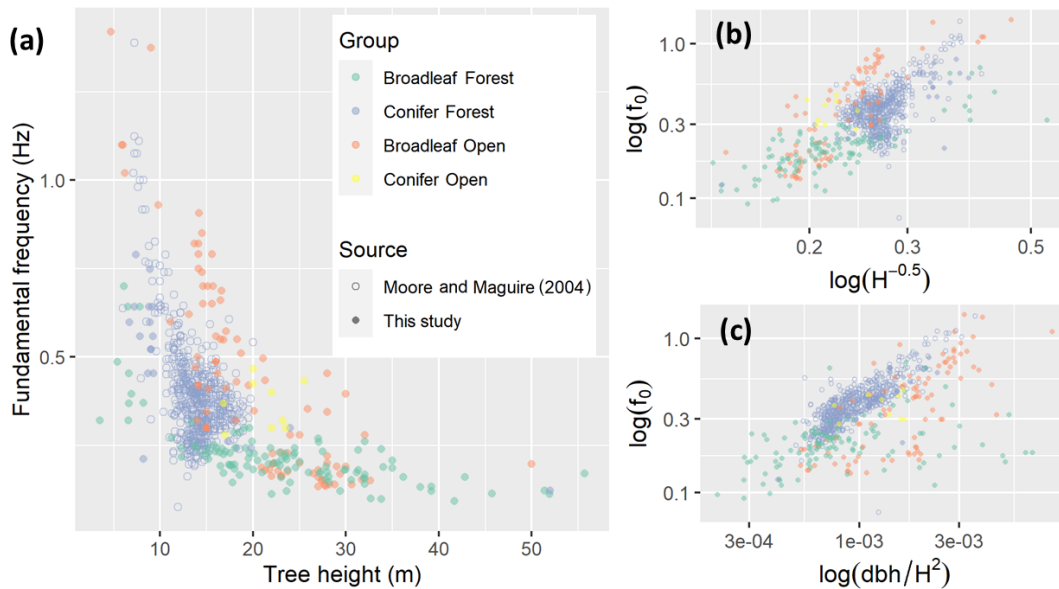 (a)
Fundamental frequency (Hz)
1.0
0.5
10
20
30
40
50
Tree height (m)
Group
Broadleaf Forest
Conifer Forest
Broadleaf Open
Conifer Open
Source
Moore and Maguire (2004)
This study
(b)
log(f₀)
1.0
0.3
0.1
0.2
0.3
0.5
log(H⁻⁰·⁵)
(c)
log(f₀)
1.0
0.3
0.1
3e-04
1e-03
3e-03
log(dbh/H²)